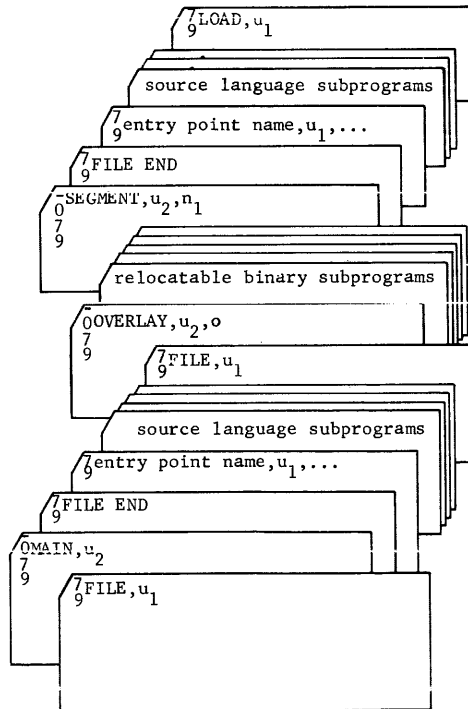 7
9LOAD,u1
source language subprograms
7
9entry point name,u1,...
7
9FILE END
-
0SEGMENT,u2,n1
7
9
relocatable binary subprograms
-
0OVERLAY,u2,o
7
9
7
9FILE,u1
source language subprograms
7
9entry point name,u1,...
7
9FILE END
-
0MAIN,u2
7
9
7
9FILE,u1